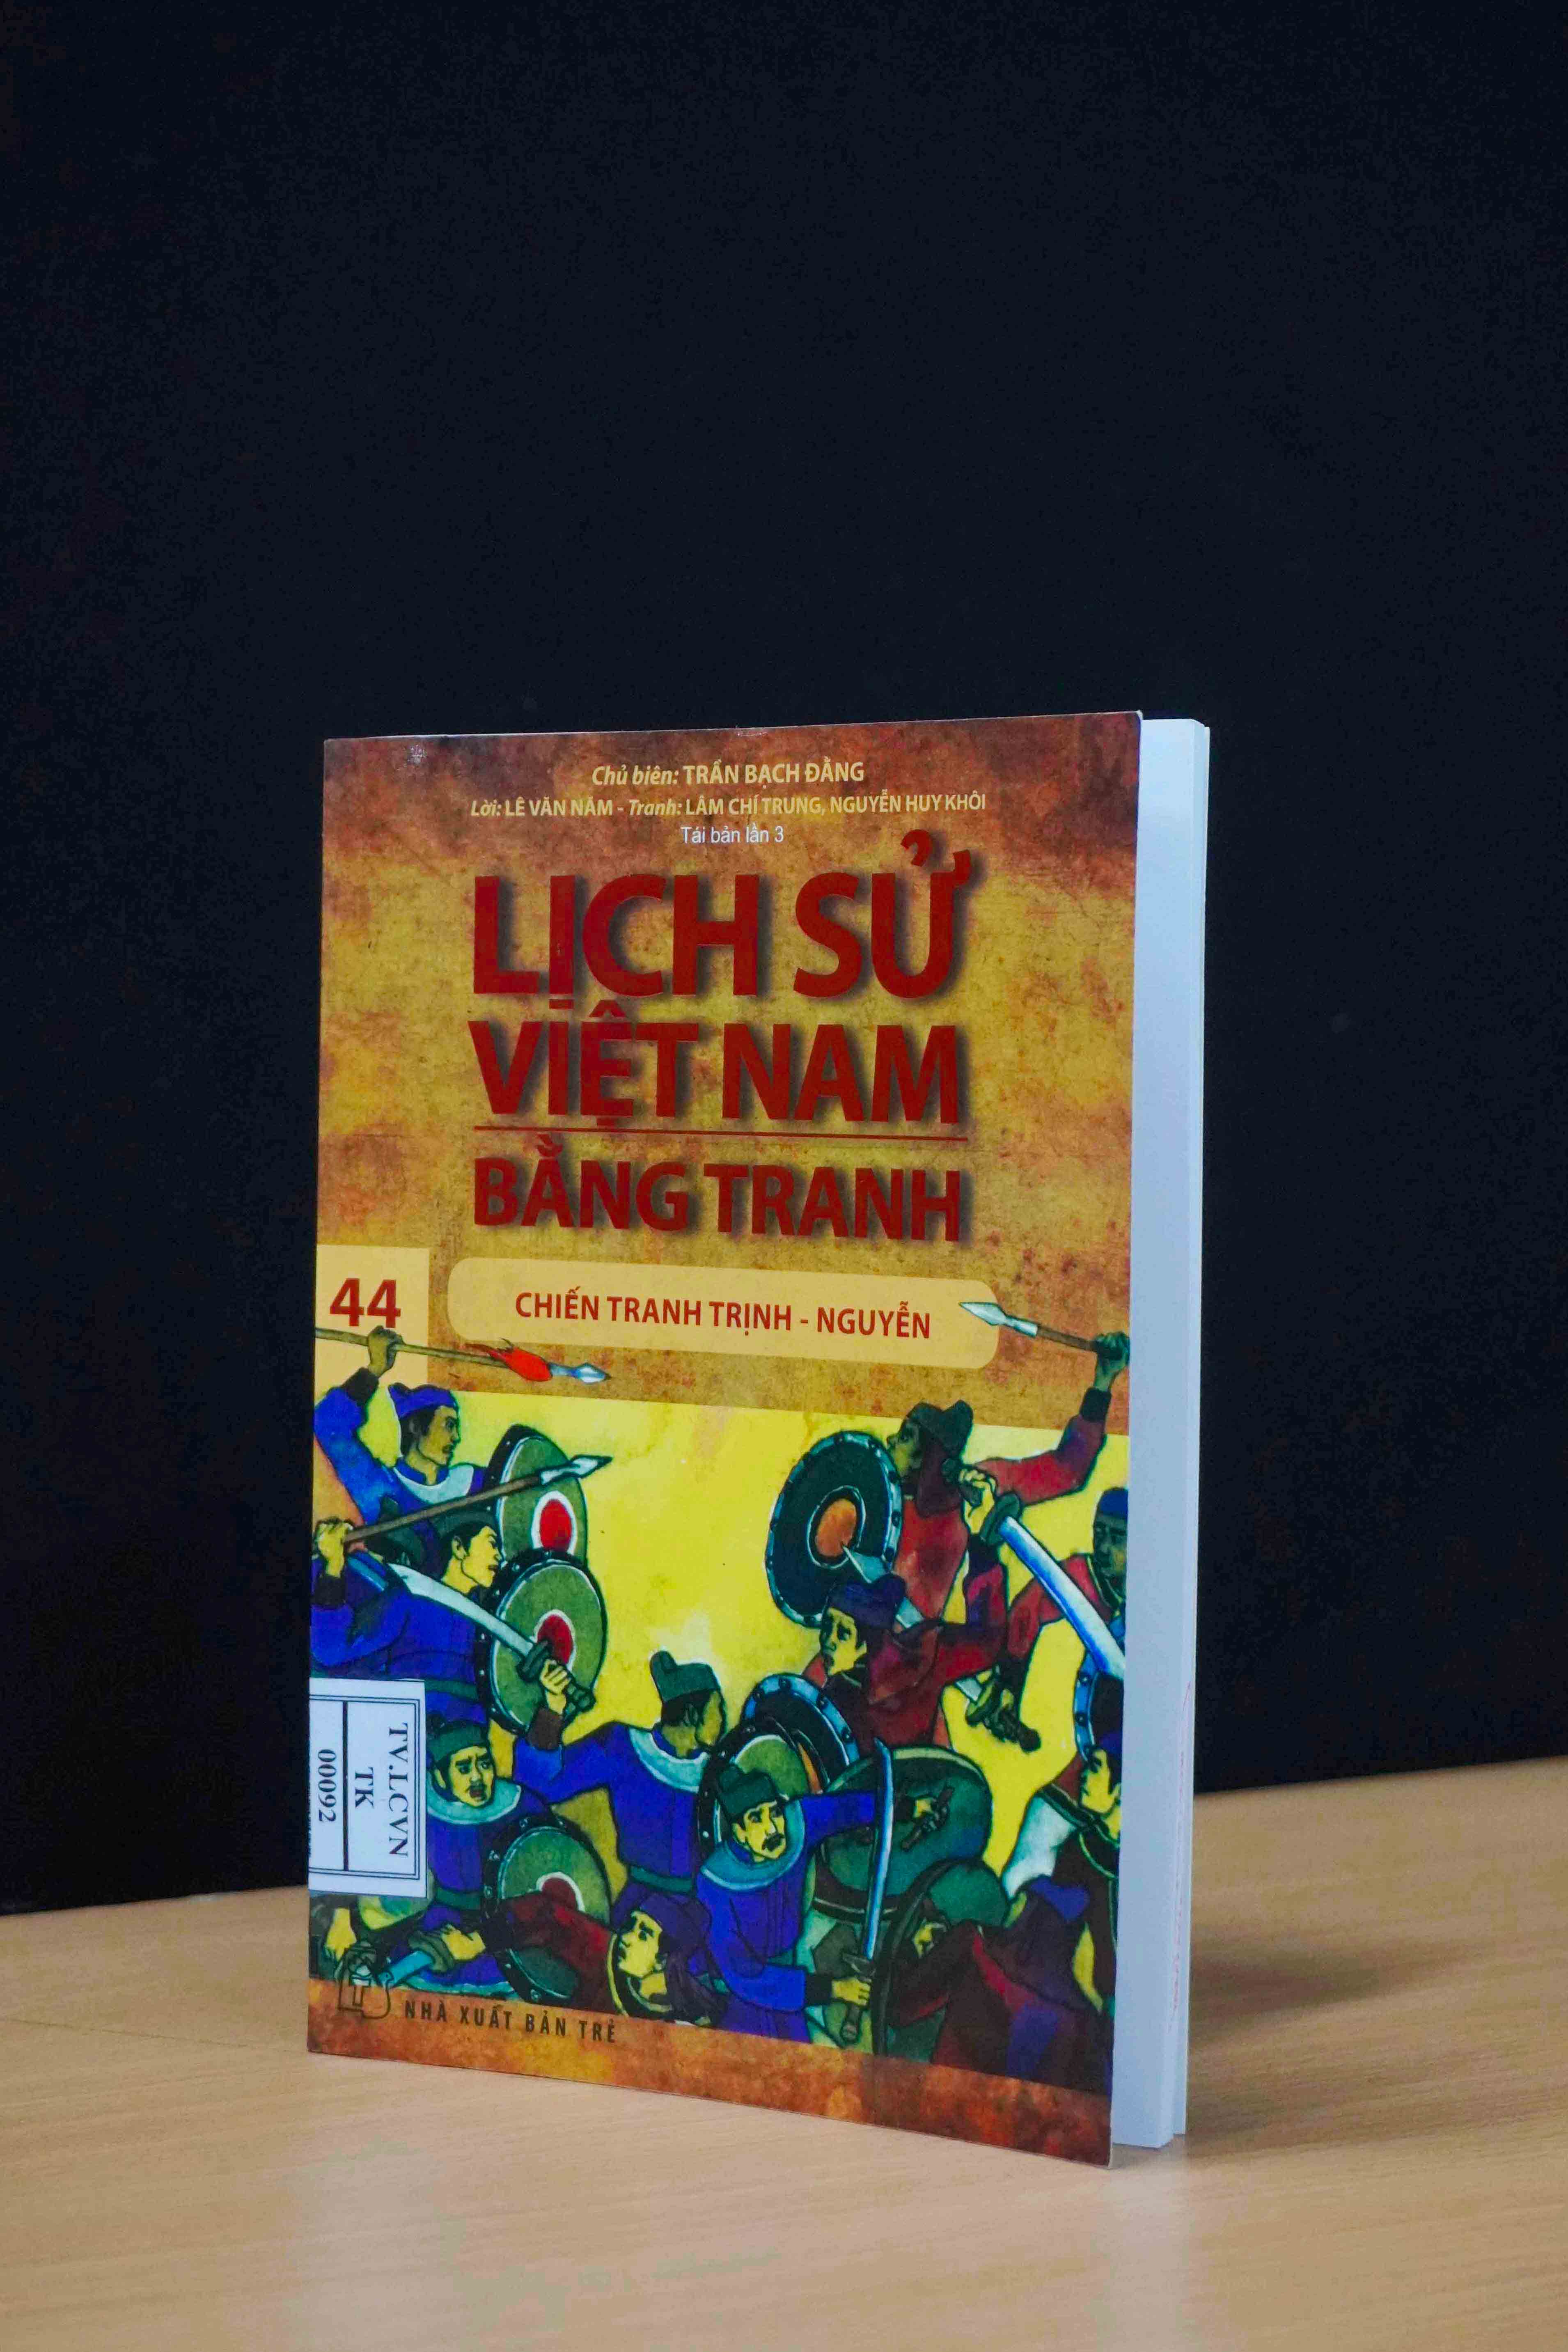 Chủ biên: TRẦN BẠCH ĐẰNG
Lời: LÊ VĂN NĂM - Tranh: LÂM CHÍ TRUNG, NGUYỄN HUY KHÔI
Tái bản lần 3
LỊCH SỬ
VIỆT NAM
BẰNG TRANH
44
CHIẾN TRANH TRỊNH - NGUYỄN
TV.LCVN
TK
00092
NHÀ XUẤT BẢN TRẺ